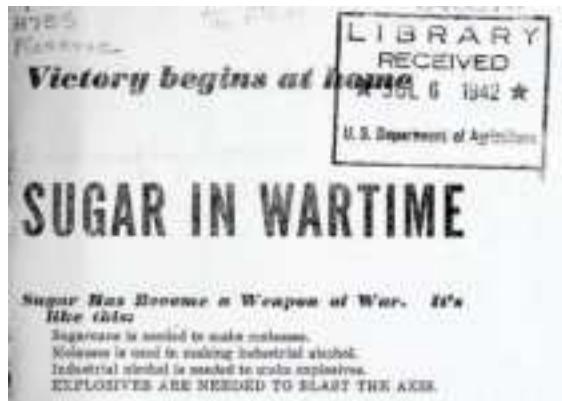 H785
Reserve
Victory begins at home
LIBRARY
RECEIVED
★ JUL 6 1942 ★
U. S. Department of Agriculture
SUGAR IN WARTIME
Sugar Has Become a Weapon of War. It's
like this:
Sugarcane is needed to make molasses.
Molasses is used in making industrial alcohol.
Industrial alcohol is needed to make explosives.
EXPLOSIVES ARE NEEDED TO BLAST THE AXIS.